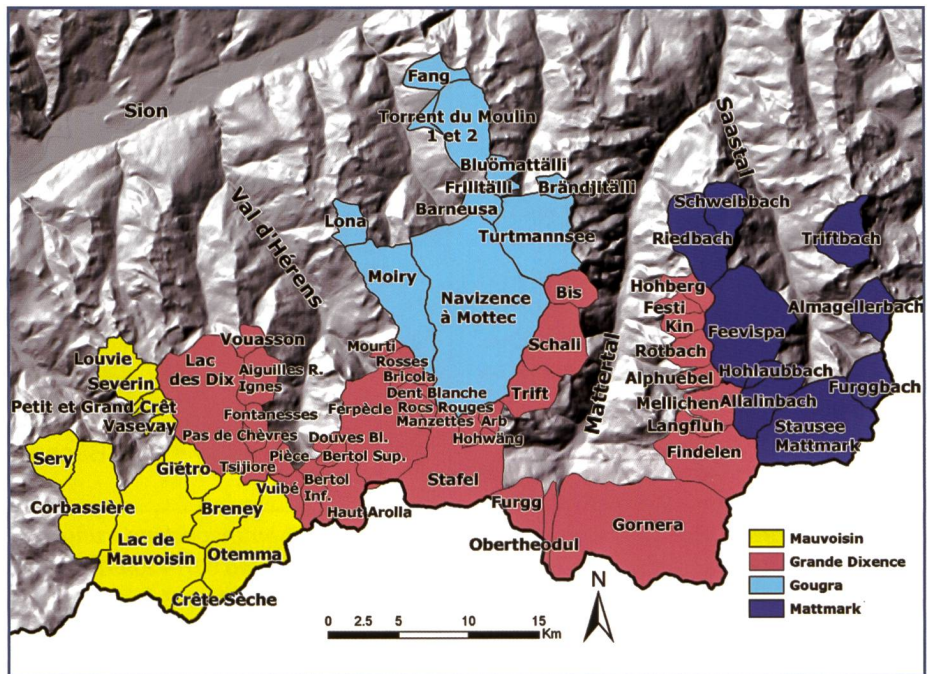 Fang
Sion
Torrent du Moulin
1 et 2
Bluömattälli
Frilitälli
Brändjitälli
Barneusa
Saastal
Schweibbach
Lona
Turtmannsee
Riedbach
Triftbach
Val d'Hérens
Moiry
Navizence
à Mottec
Bis
Hohberg
Festi
Kin
Almagellerbach
Feevispa
Vouasson
Mourti
Schali
Rotbach
Louvie
Lac
des Dix
Aiguilles R.
Ignes
Rosses
Bricola
Mattertal
Hohlaubbach
Severin
Alphuebel
Furggbach
Dent Blanche
Trift
Petit et Grand Crêt
Vasevay
Fontanesses
Ferpècle
Rocs Rouges
Mellichen
Allalinbach
Manzettes
Arb
Langfluh
Stausee
Mattmark
Pas de Chèvres
Douves Bl.
Hohwäng
Sery
Giétro
Tsijiore
Pièce
Bertol Sup.
Findelen
Vuibé
Bertol
Inf.
Stafel
Corbassière
Breney
Haut Arolla
Furgg
Gornera
Lac de
Mauvoisin
Otemma
Obertheodul
Crête Sèche
Mauvoisin
Grande Dixence
Gougra
Mattmark
N
0 2.5 5 10 15
Km